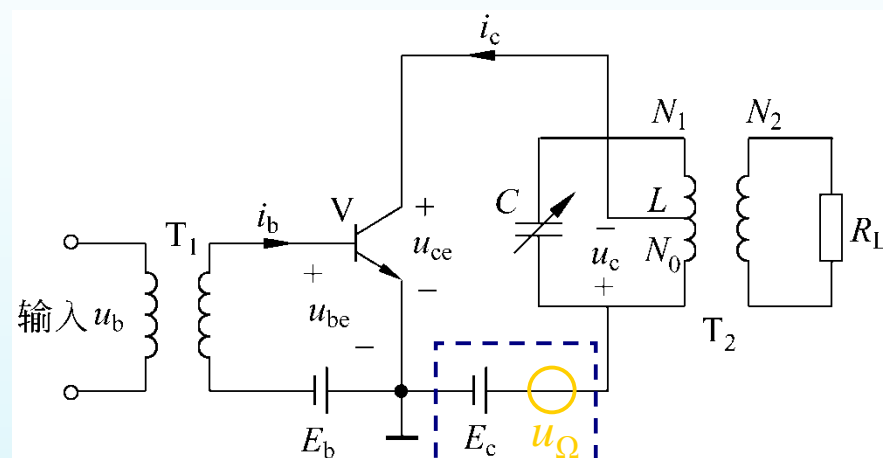 i_c
N_1
N_2
V
+
C
L
−
R_L
T_1
i_b
u_ce
u_c
N_0
+
−
+
输入 u_b
u_be
−
T_2
E_b
E_c
u_Ω